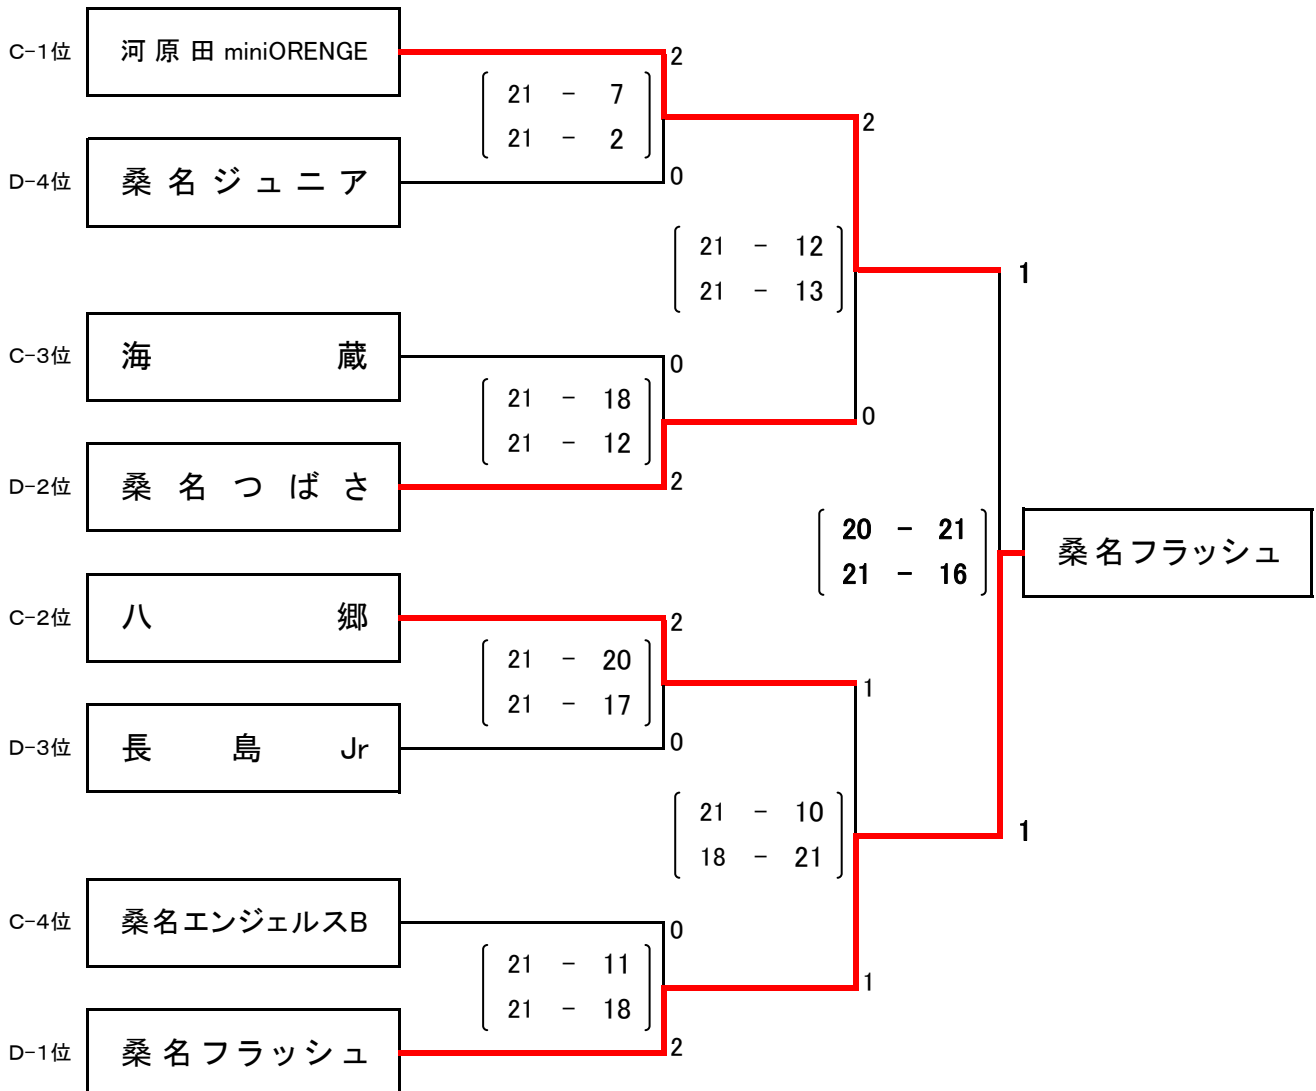 C-1位 河原田 miniORENGE
2
21 - 7
2
21 - 2
D-4位 桑名ジュニア
0
21 - 12
1
21 - 13
C-3位 海蔵
0
21 - 18
0
21 - 12
D-2位 桑名つばさ
2
20 - 21
桑名フラッシュ
21 - 16
C-2位 八郷
2
21 - 20
1
21 - 17
D-3位 長島Jr
0
21 - 10
1
18 - 21
C-4位 桑名エンジェルスB
0
21 - 11
1
21 - 18
D-1位 桑名フラッシュ
2